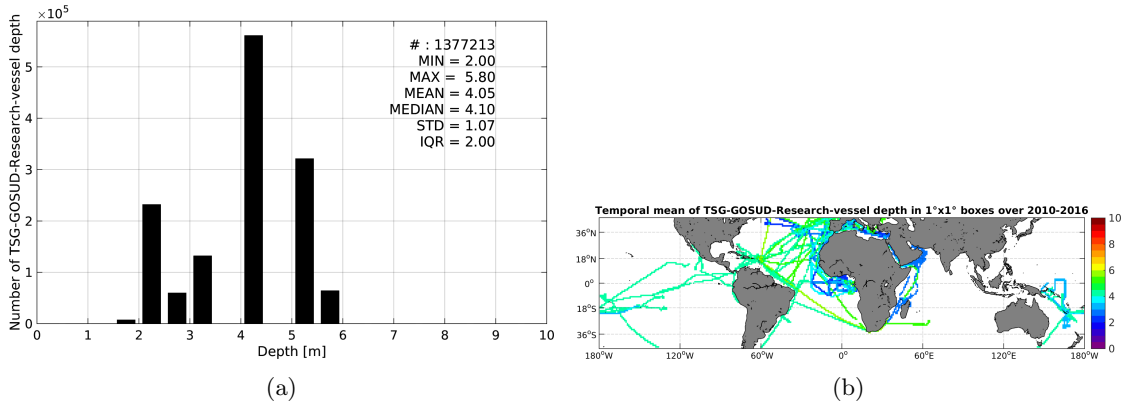 ×10⁵
Number of TSG-GOSUD-Research-vessel depth
5
4
3
2
1
0
# : 1377213
MIN = 2.00
MAX = 5.80
MEAN = 4.05
MEDIAN = 4.10
STD = 1.07
IQR = 2.00
0 1 2 3 4 5 6 7 8 9 10
Depth [m]
(a)
Temporal mean of TSG-GOSUD-Research-vessel depth in 1°x1° boxes over 2010-2016
36°N
18°N
0°
18°S
36°S
180°W 120°W 60°W 0° 60°E 120°E 180°W
10
8
6
4
2
0
(b)